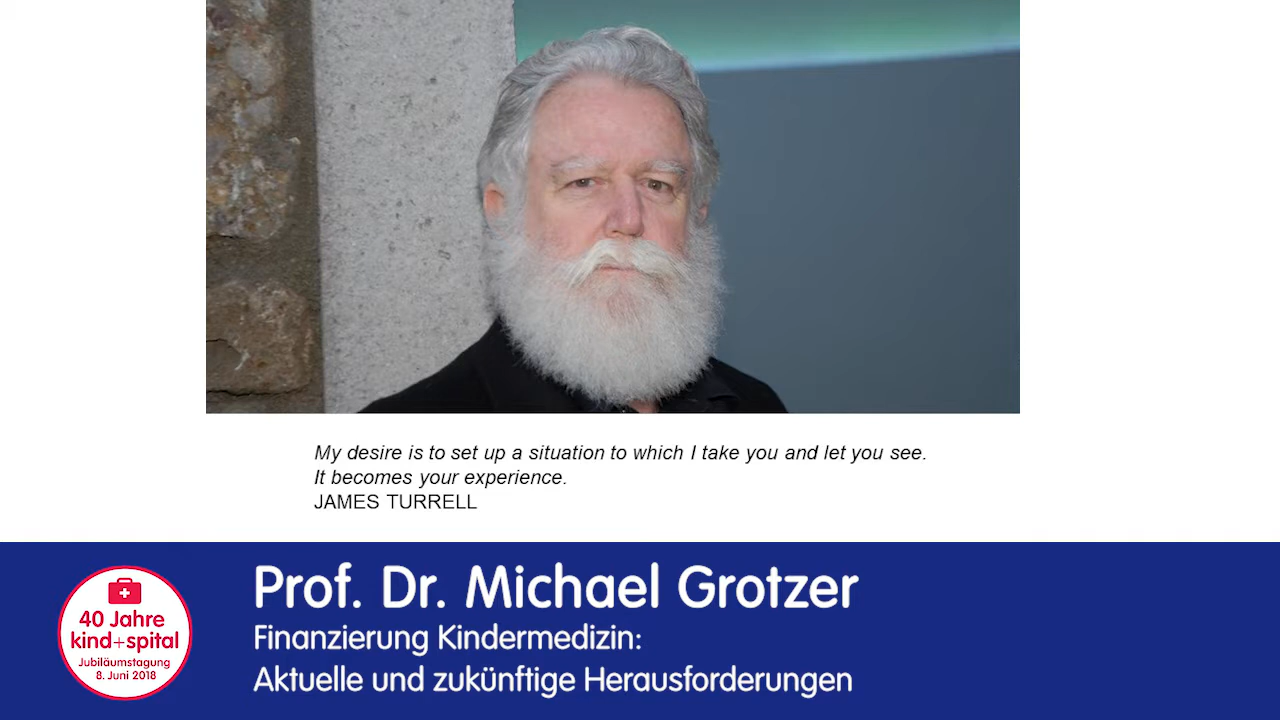 My desire is to set up a situation to which I take you and let you see.
It becomes your experience.
JAMES TURRELL
40 Jahre
kind+spital
Jubiläumstagung
8. Juni 2018
Prof. Dr. Michael Grotzer
Finanzierung Kindermedizin:
Aktuelle und zukünftige Herausforderungen